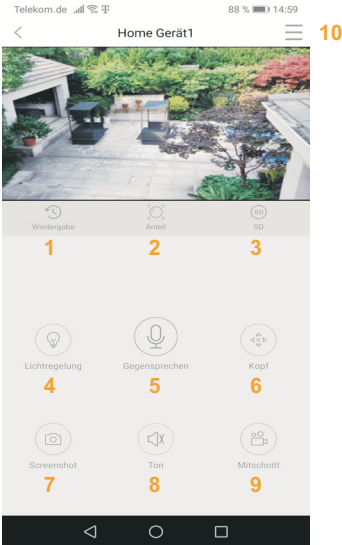 Telekom.de 88 % 14:59
Home Gerät1
10
Wiedergabe Anteil SD SD
1 2 3
Lichtregelung Gegensprechen Kopf
4 5 6
Screenshot Ton Mitschnitt
7 8 9